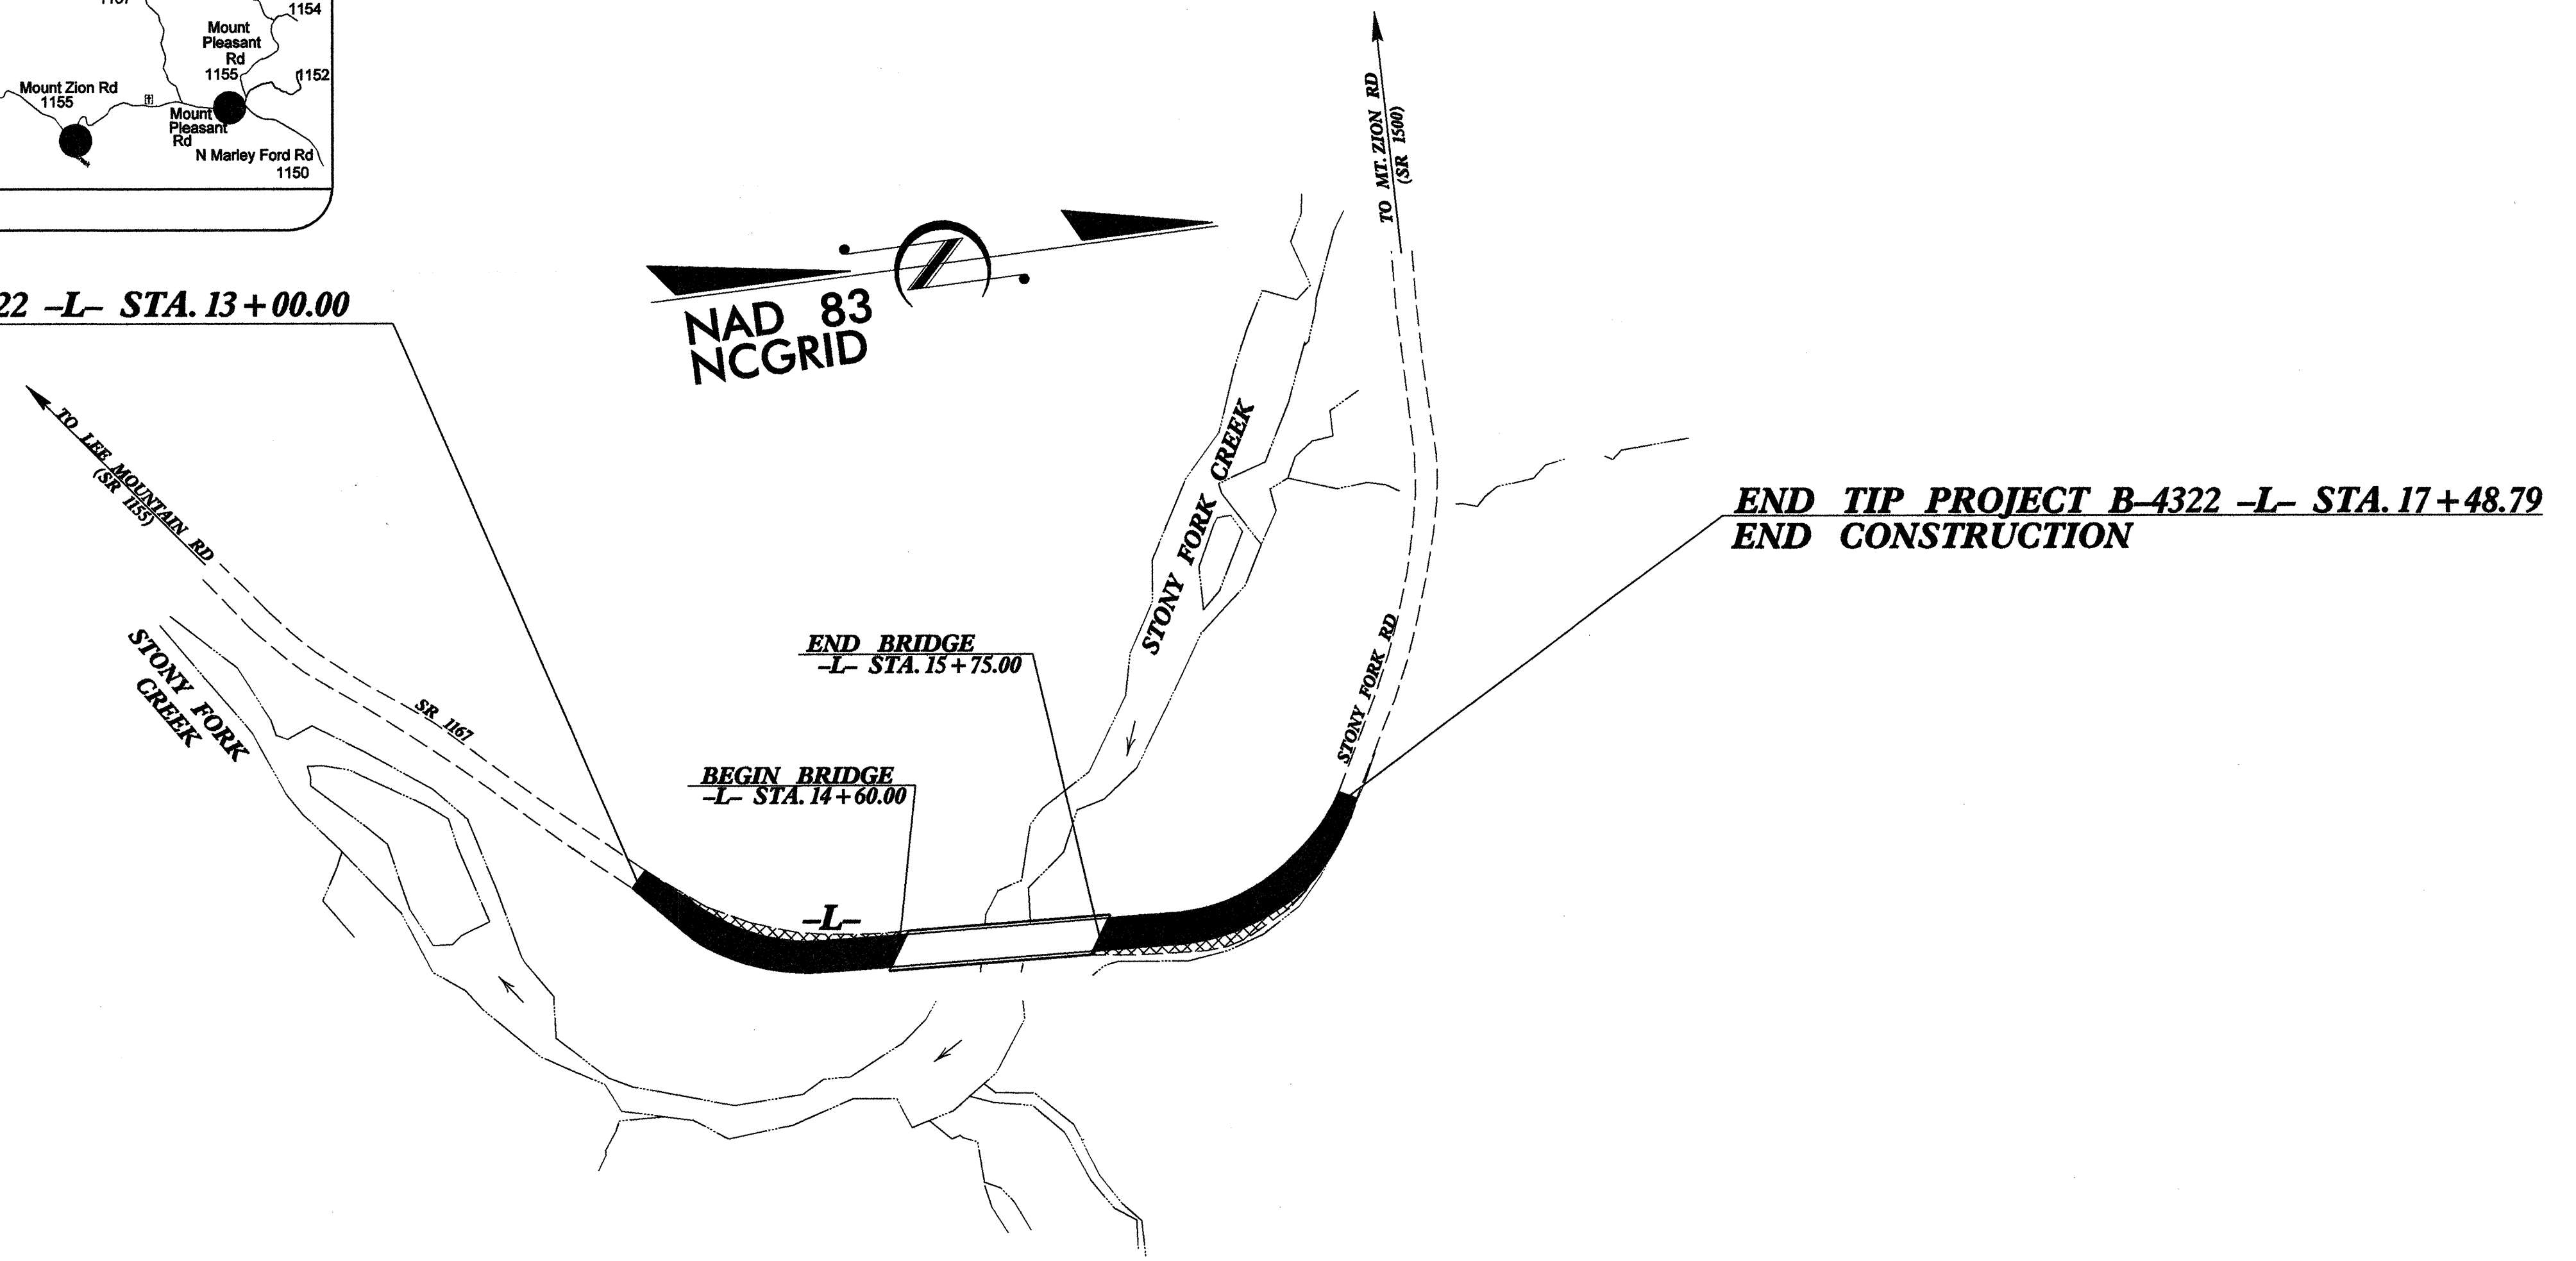 1154
Mount
Pleasant
Rd
1155
1152
Mount Zion Rd
1155
Mount
Pleasant
Rd
N Marley Ford Rd
1150
TO MT. ZION RD
(SR 1500)
NAD 83
NCGRID
22 -L- STA. 13+00.00
TO LEE MOUNTAIN RD
(SR 1155)
STONY FORK CREEK
END TIP PROJECT B-4322 -L- STA. 17+48.79
END CONSTRUCTION
STONY FORK
CREEK
SR 1167
END BRIDGE
-L- STA. 15+75.00
STONY FORK RD
BEGIN BRIDGE
-L- STA. 14+60.00
-L-